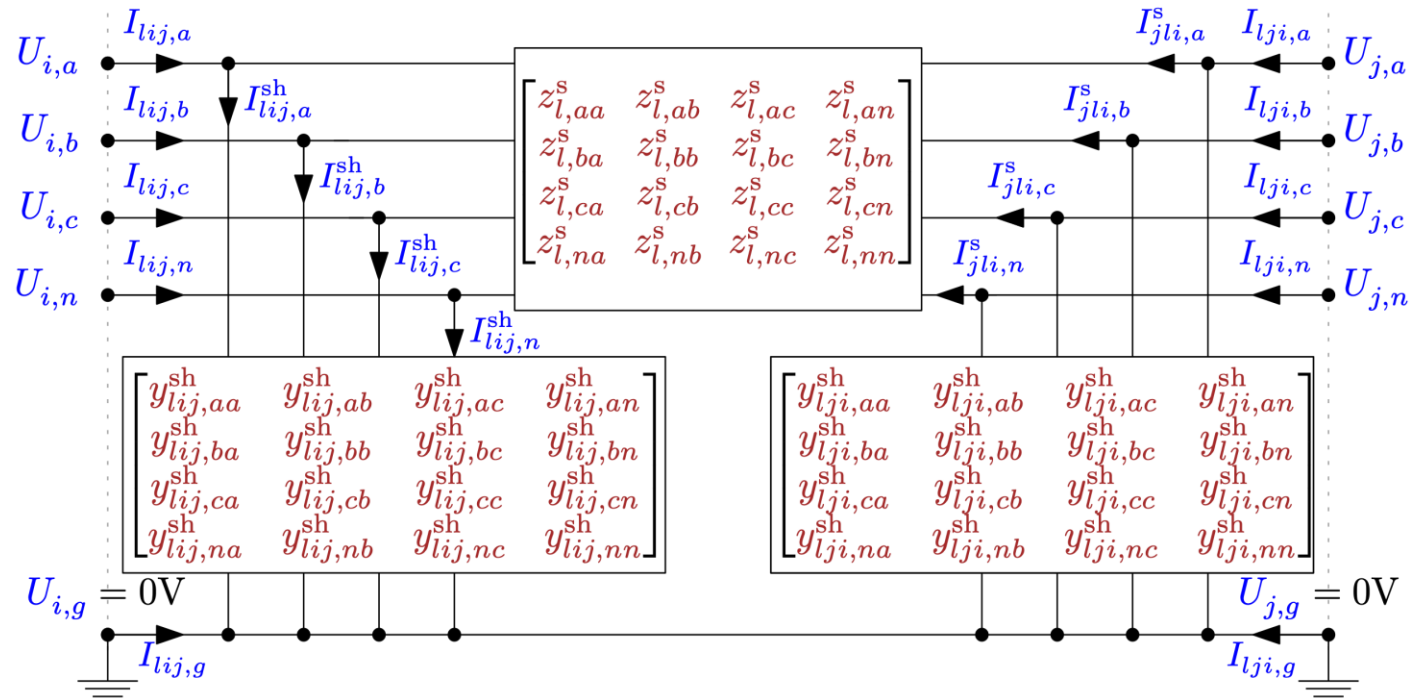 I_{lij,a} I^{s}_{jli,a} I_{lji,a}
U_{i,a} U_{j,a}
I_{lij,b} I^{sh}_{lij,a} I^{s}_{jli,b} I_{lji,b}
U_{i,b} U_{j,b}
I_{lij,c} I^{sh}_{lij,b} I^{s}_{jli,c} I_{lji,c}
U_{i,c} U_{j,c}
I_{lij,n} I^{sh}_{lij,c} I^{s}_{jli,n} I_{lji,n}
U_{i,n} U_{j,n}
I^{sh}_{lij,n}
z^{s}_{l,aa} z^{s}_{l,ab} z^{s}_{l,ac} z^{s}_{l,an}
z^{s}_{l,ba} z^{s}_{l,bb} z^{s}_{l,bc} z^{s}_{l,bn}
z^{s}_{l,ca} z^{s}_{l,cb} z^{s}_{l,cc} z^{s}_{l,cn}
z^{s}_{l,na} z^{s}_{l,nb} z^{s}_{l,nc} z^{s}_{l,nn}
y^{sh}_{lij,aa} y^{sh}_{lij,ab} y^{sh}_{lij,ac} y^{sh}_{lij,an}
y^{sh}_{lij,ba} y^{sh}_{lij,bb} y^{sh}_{lij,bc} y^{sh}_{lij,bn}
y^{sh}_{lij,ca} y^{sh}_{lij,cb} y^{sh}_{lij,cc} y^{sh}_{lij,cn}
y^{sh}_{lij,na} y^{sh}_{lij,nb} y^{sh}_{lij,nc} y^{sh}_{lij,nn}
y^{sh}_{lji,aa} y^{sh}_{lji,ab} y^{sh}_{lji,ac} y^{sh}_{lji,an}
y^{sh}_{lji,ba} y^{sh}_{lji,bb} y^{sh}_{lji,bc} y^{sh}_{lji,bn}
y^{sh}_{lji,ca} y^{sh}_{lji,cb} y^{sh}_{lji,cc} y^{sh}_{lji,cn}
y^{sh}_{lji,na} y^{sh}_{lji,nb} y^{sh}_{lji,nc} y^{sh}_{lji,nn}
U_{i,g} = 0V U_{j,g} = 0V
I_{lij,g} I_{lji,g}